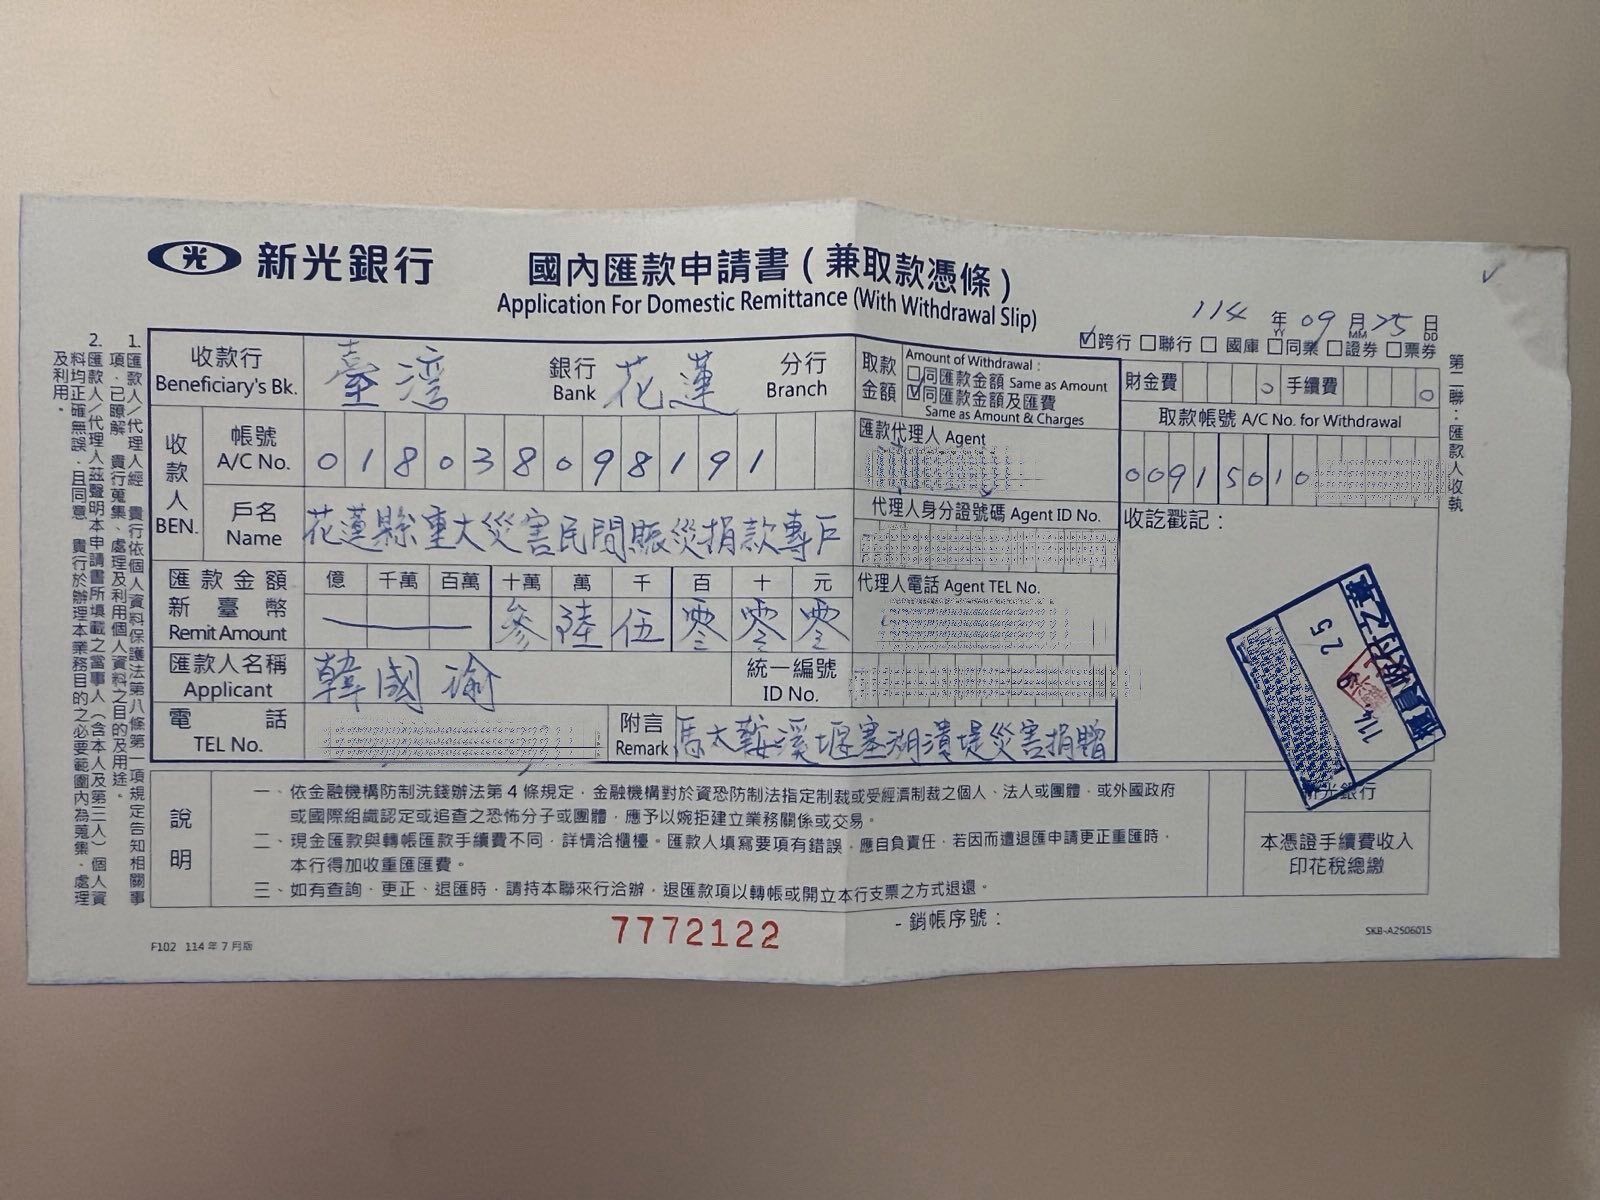 新光銀行
國內匯款申請書（兼取款憑條）
Application For Domestic Remittance (With Withdrawal Slip)
114 年 09 月 25 日
YY MM DD
☑跨行 □聯行 □ 國庫 □同業 □證券 □票券
收款行 臺灣 銀行 花蓮 分行
Beneficiary's Bk. Bank Branch
取款金額 Amount of Withdrawal :
□同匯款金額 Same as Amount
☑同匯款金額及匯費
Same as Amount & Charges
財金費 0 手續費 0
取款帳號 A/C No. for Withdrawal
00915010
收款人 BEN.
帳號 A/C No. 018038098191
戶名 Name 花蓮縣重大災害民間賑災捐款專戶
匯款代理人 Agent
代理人身分證號碼 Agent ID No.
代理人電話 Agent TEL No.
收訖戳記：
匯款金額 新臺幣 Remit Amount
億 千萬 百萬 十萬 萬 千 百 十 元
參 陸 伍 零 零 零
匯款人名稱 Applicant 韓國瑜
統一編號 ID No.
電話 TEL No.
附言 Remark 馬太鞍溪堰塞湖潰堤災害捐贈
114. 9. 25
說明
一、依金融機構防制洗錢辦法第4條規定，金融機構對於資恐防制法指定制裁或受經濟制裁之個人、法人或團體，或外國政府
或國際組織認定或追查之恐怖分子或團體，應予以婉拒建立業務關係或交易。
二、現金匯款與轉帳匯款手續費不同，詳情洽櫃檯。匯款人填寫要項有錯誤，應自負責任，若因而遭退匯申請更正重匯時，
本行得加收重匯匯費。
三、如有查詢、更正、退匯時，請持本聯來行洽辦，退匯款項以轉帳或開立本行支票之方式退還。
新光銀行
本憑證手續費收入
印花稅總繳
7772122
- 銷帳序號：
F102 114年7月版
SKB-A2506015
第二聯：匯款人收執
1. 匯款人／代理人經 貴行依個人資料保護法第八條第一項規定告知相關事
項，已瞭解 貴行蒐集、處理及利用個人資料之目的及用途。
2. 匯款人／代理人茲聲明本申請書所填載之當事人（含本人及第三人）個人資
料均正確無誤，且同意 貴行於辦理本業務目的之必要範圍內為蒐集、處理
及利用。